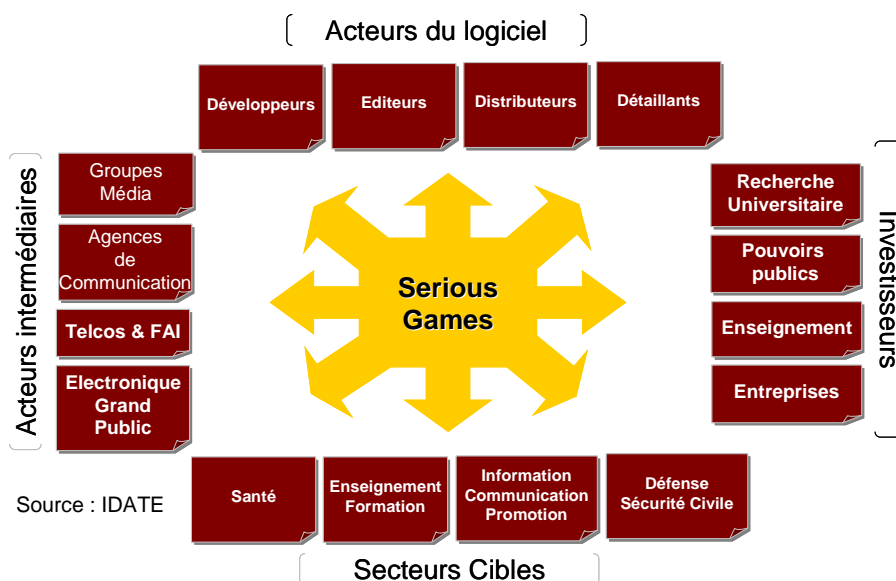 Acteurs du logiciel
Développeurs
Editeurs
Distributeurs
Détaillants
Acteurs intermédiaires
Groupes
Média
Agences
de
Communication
Telcos & FAI
Electronique
Grand
Public
Serious
Games
Recherche
Universitaire
Pouvoirs
publics
Enseignement
Entreprises
Investisseurs
Source : IDATE
Santé
Enseignement
Formation
Information
Communication
Promotion
Défense
Sécurité Civile
Secteurs Cibles